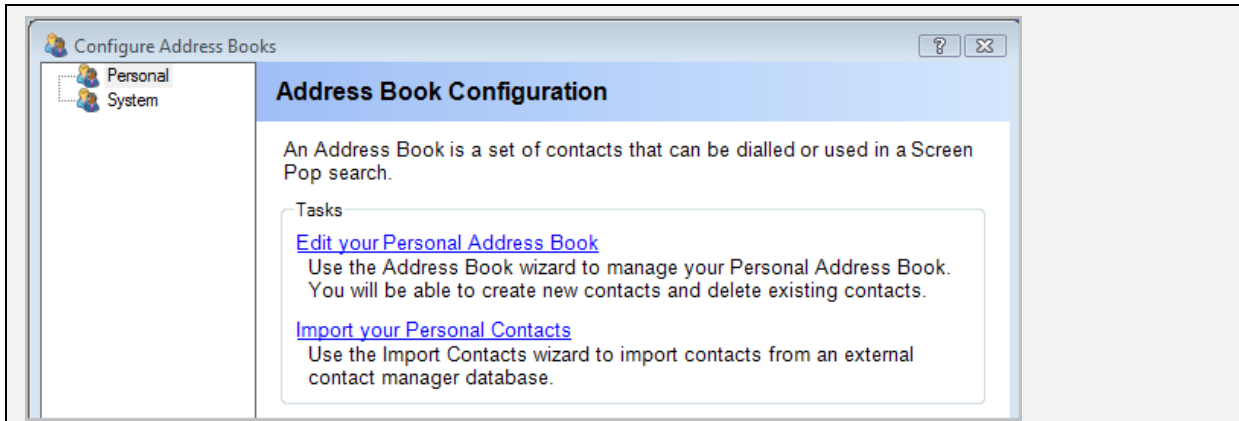 Configure Address Books
Personal
System
Address Book Configuration
An Address Book is a set of contacts that can be dialled or used in a Screen
Pop search.
Tasks
Edit your Personal Address Book
Use the Address Book wizard to manage your Personal Address Book.
You will be able to create new contacts and delete existing contacts.
Import your Personal Contacts
Use the Import Contacts wizard to import contacts from an external
contact manager database.